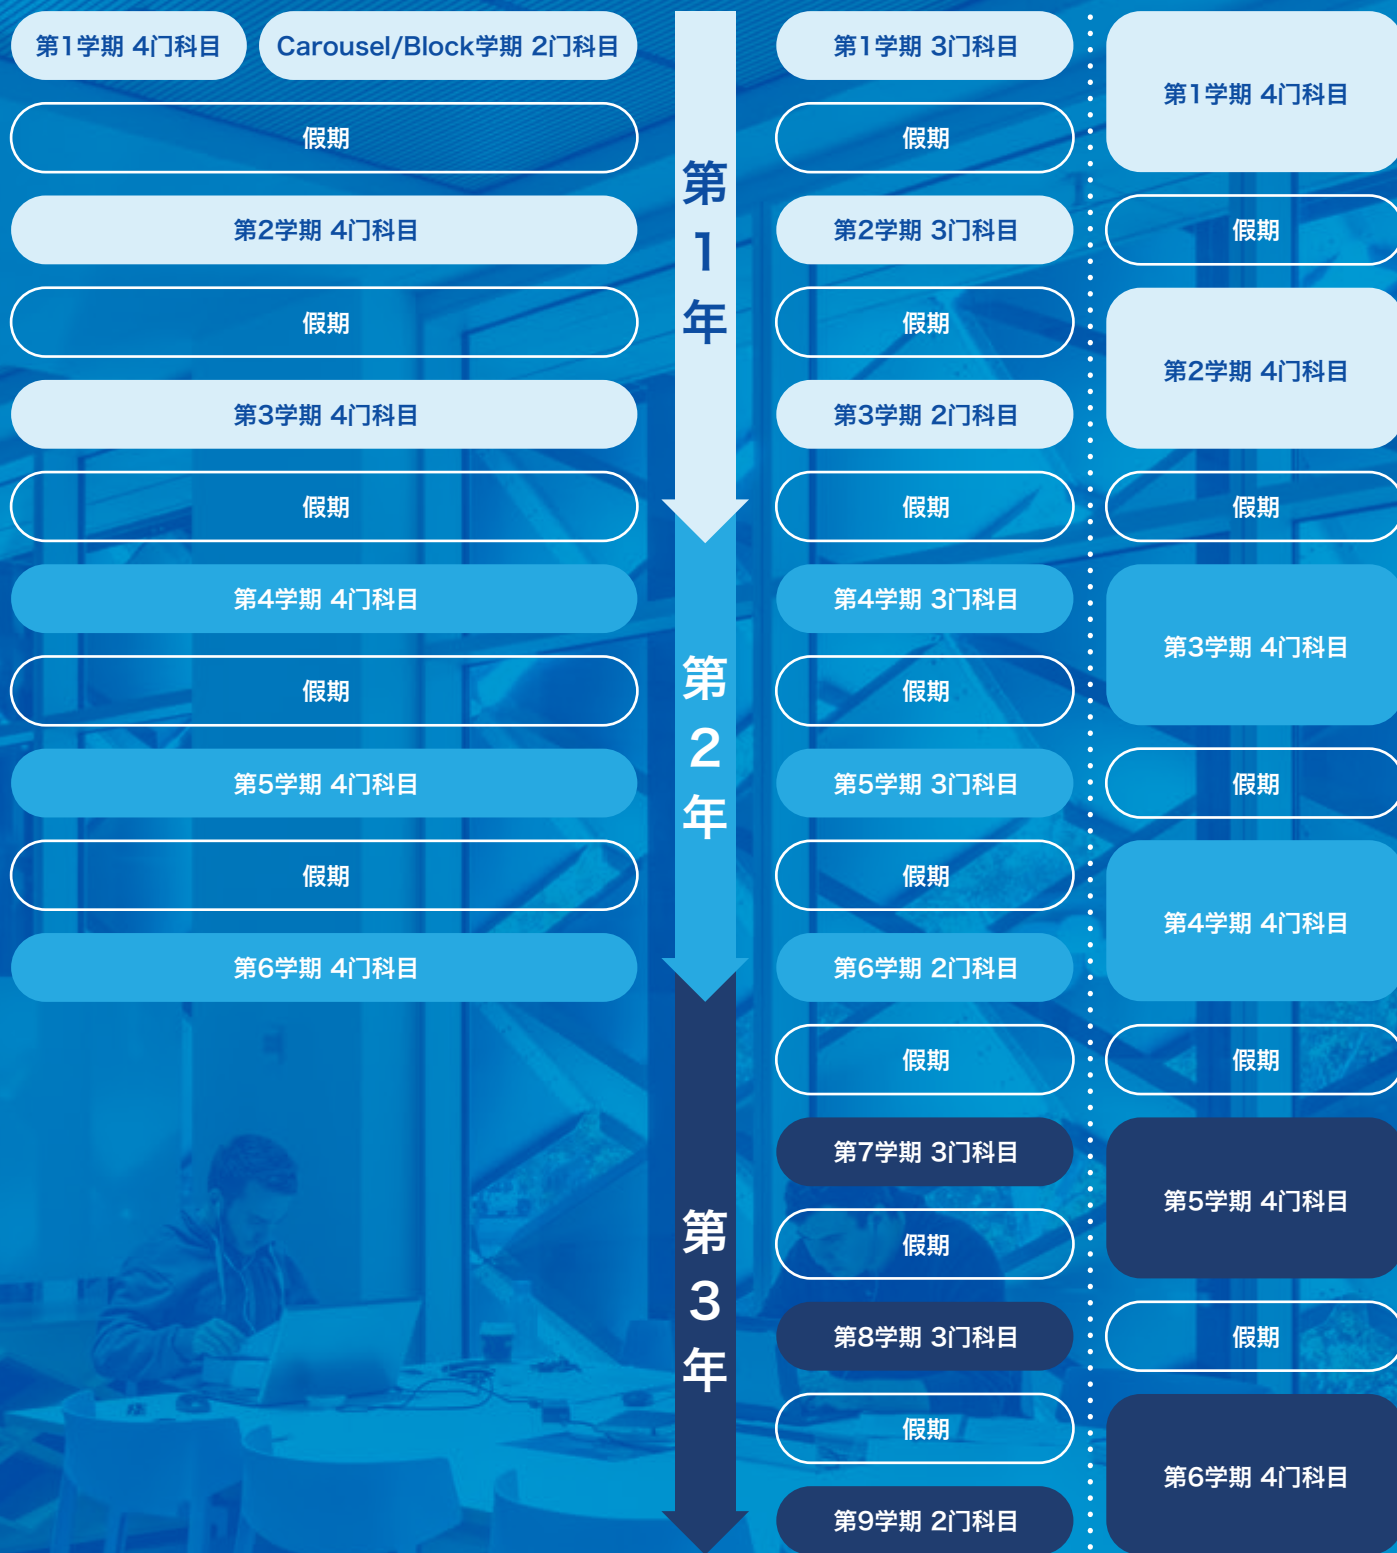 第1学期 4门科目
Carousel/Block学期 2门科目
假期
第2学期 4门科目
假期
第3学期 4门科目
假期
第4学期 4门科目
假期
第5学期 4门科目
假期
第6学期 4门科目
第1年
第2年
第3年
第1学期 3门科目
假期
第2学期 3门科目
假期
第3学期 2门科目
假期
第4学期 3门科目
假期
第5学期 3门科目
假期
第6学期 2门科目
假期
第7学期 3门科目
假期
第8学期 3门科目
假期
第9学期 2门科目
第1学期 4门科目
假期
第2学期 4门科目
假期
第3学期 4门科目
假期
第4学期 4门科目
假期
第5学期 4门科目
假期
第6学期 4门科目